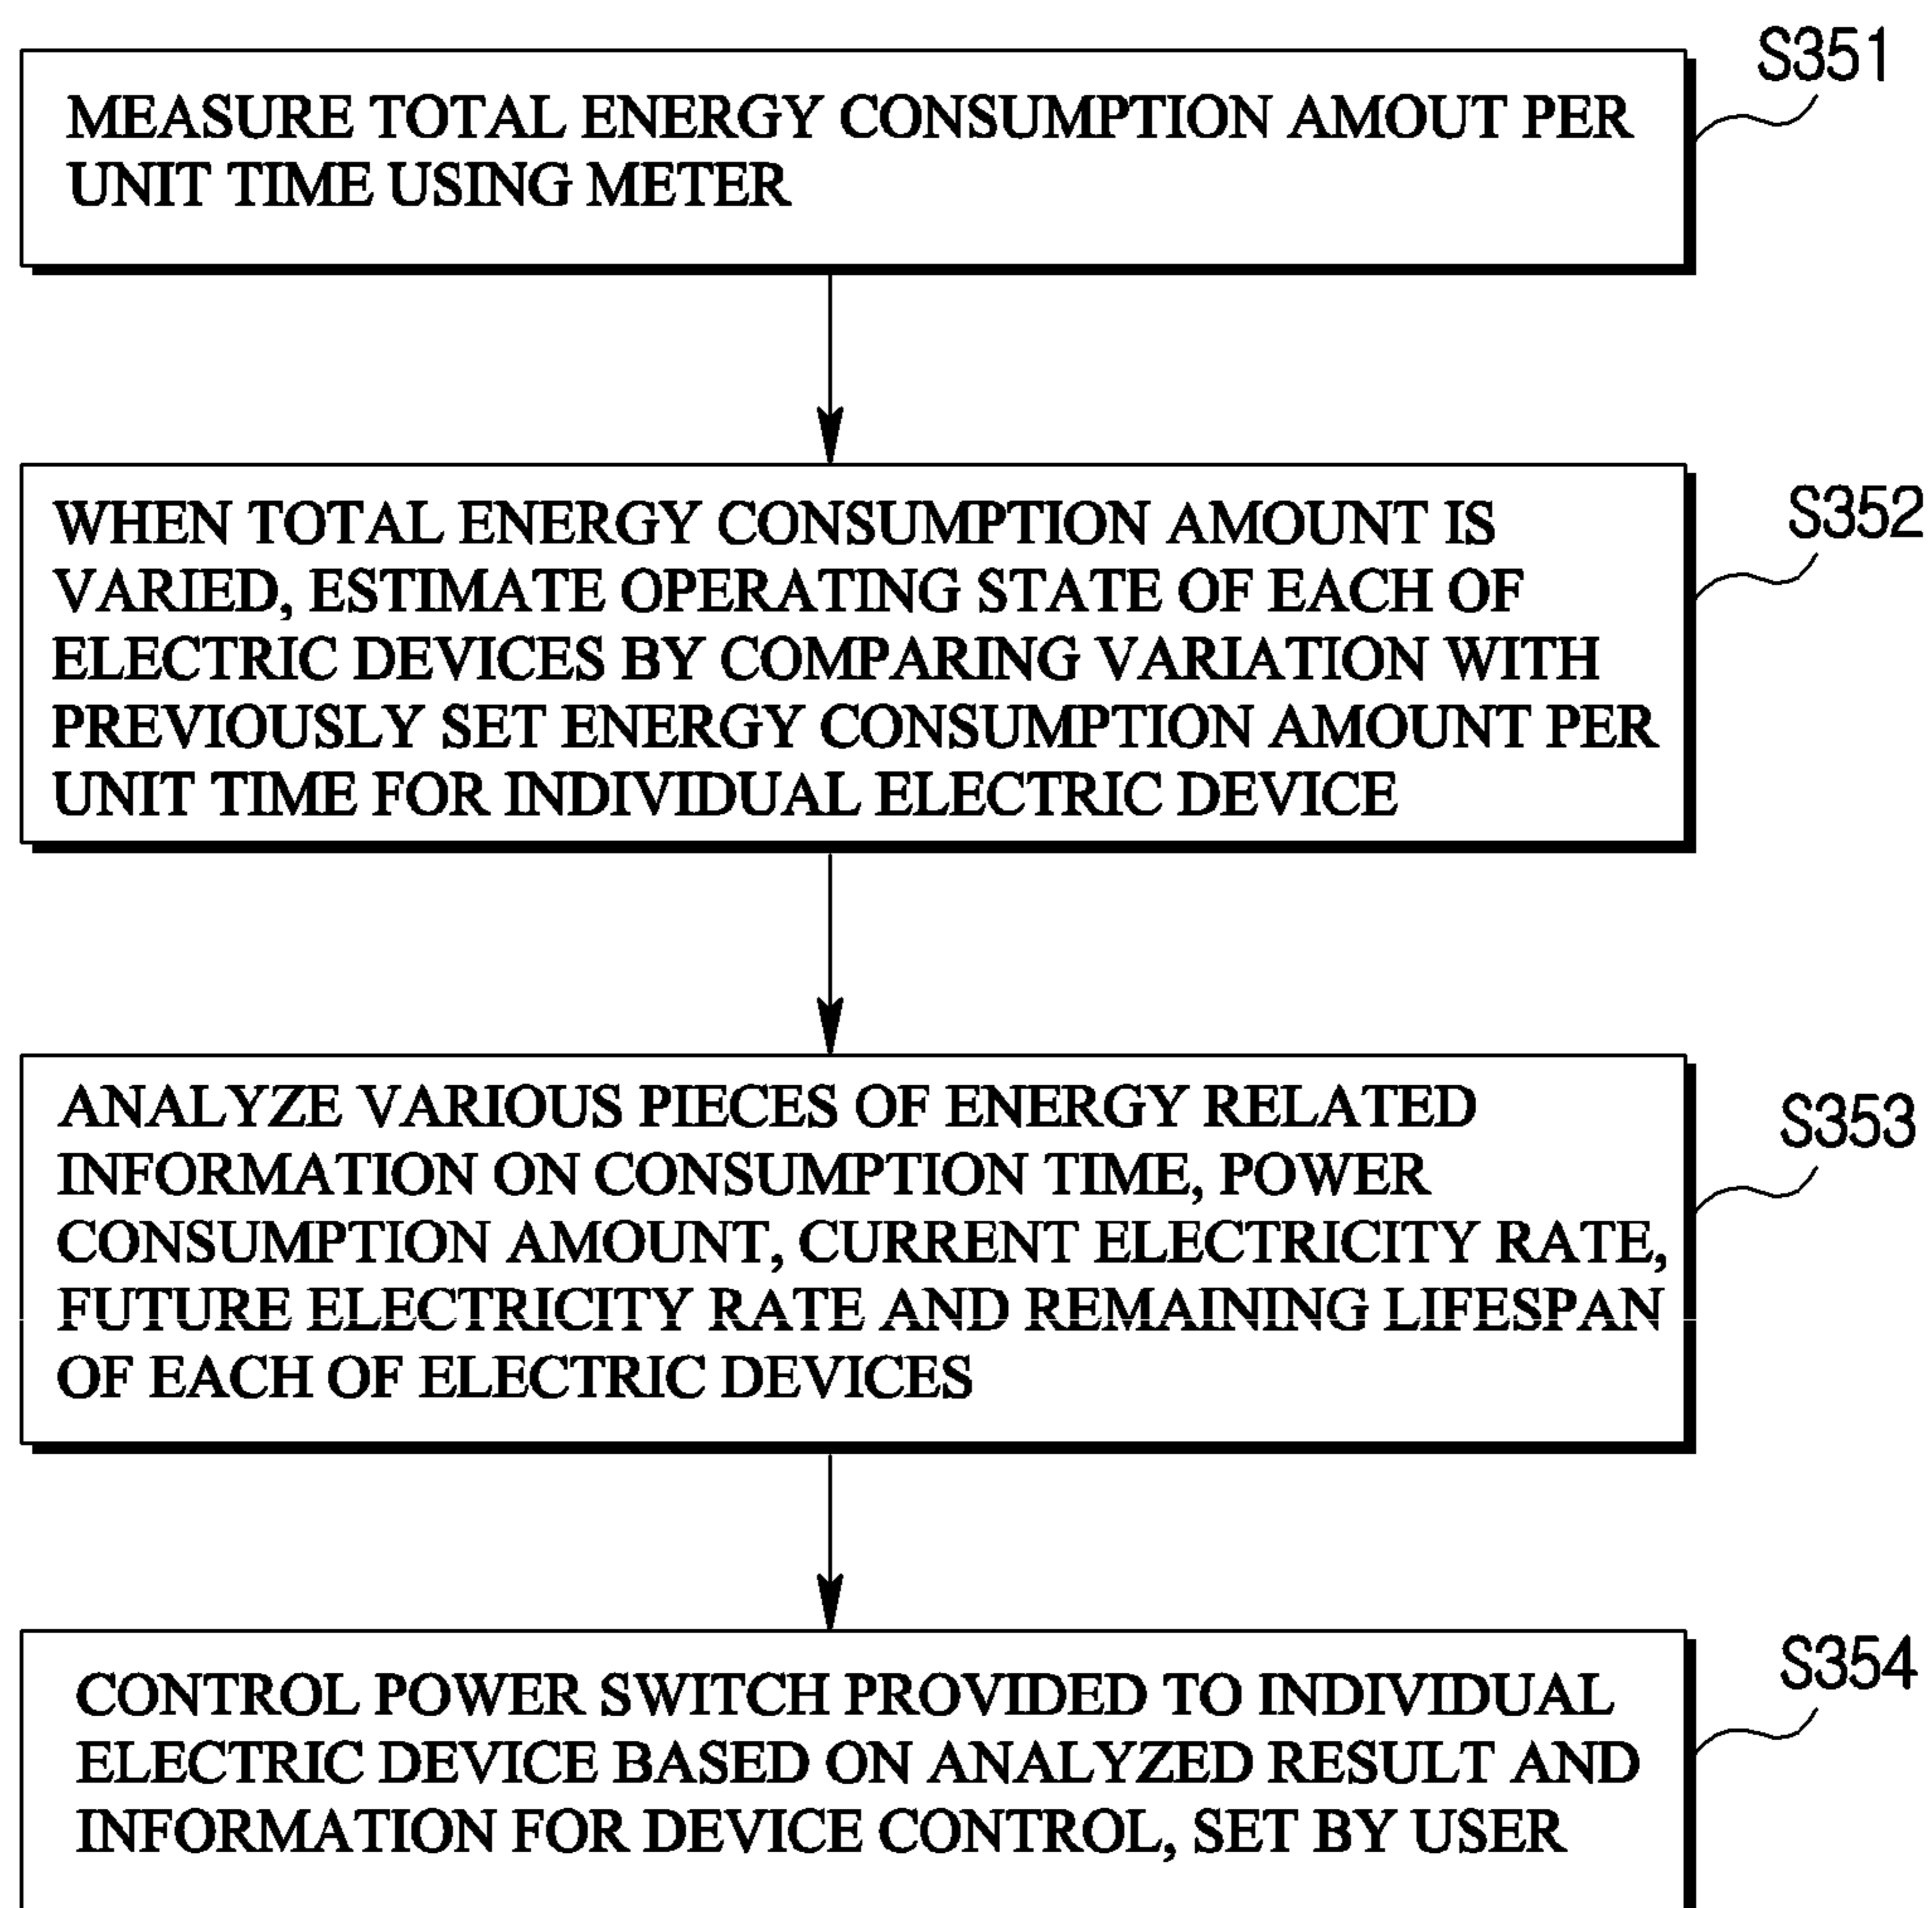 S351
MEASURE TOTAL ENERGY CONSUMPTION AMOUT PER
UNIT TIME USING METER
S352
WHEN TOTAL ENERGY CONSUMPTION AMOUNT IS
VARIED, ESTIMATE OPERATING STATE OF EACH OF
ELECTRIC DEVICES BY COMPARING VARIATION WITH
PREVIOUSLY SET ENERGY CONSUMPTION AMOUNT PER
UNIT TIME FOR INDIVIDUAL ELECTRIC DEVICE
S353
ANALYZE VARIOUS PIECES OF ENERGY RELATED
INFORMATION ON CONSUMPTION TIME, POWER
CONSUMPTION AMOUNT, CURRENT ELECTRICITY RATE,
FUTURE ELECTRICITY RATE AND REMAINING LIFESPAN
OF EACH OF ELECTRIC DEVICES
S354
CONTROL POWER SWITCH PROVIDED TO INDIVIDUAL
ELECTRIC DEVICE BASED ON ANALYZED RESULT AND
INFORMATION FOR DEVICE CONTROL, SET BY USER